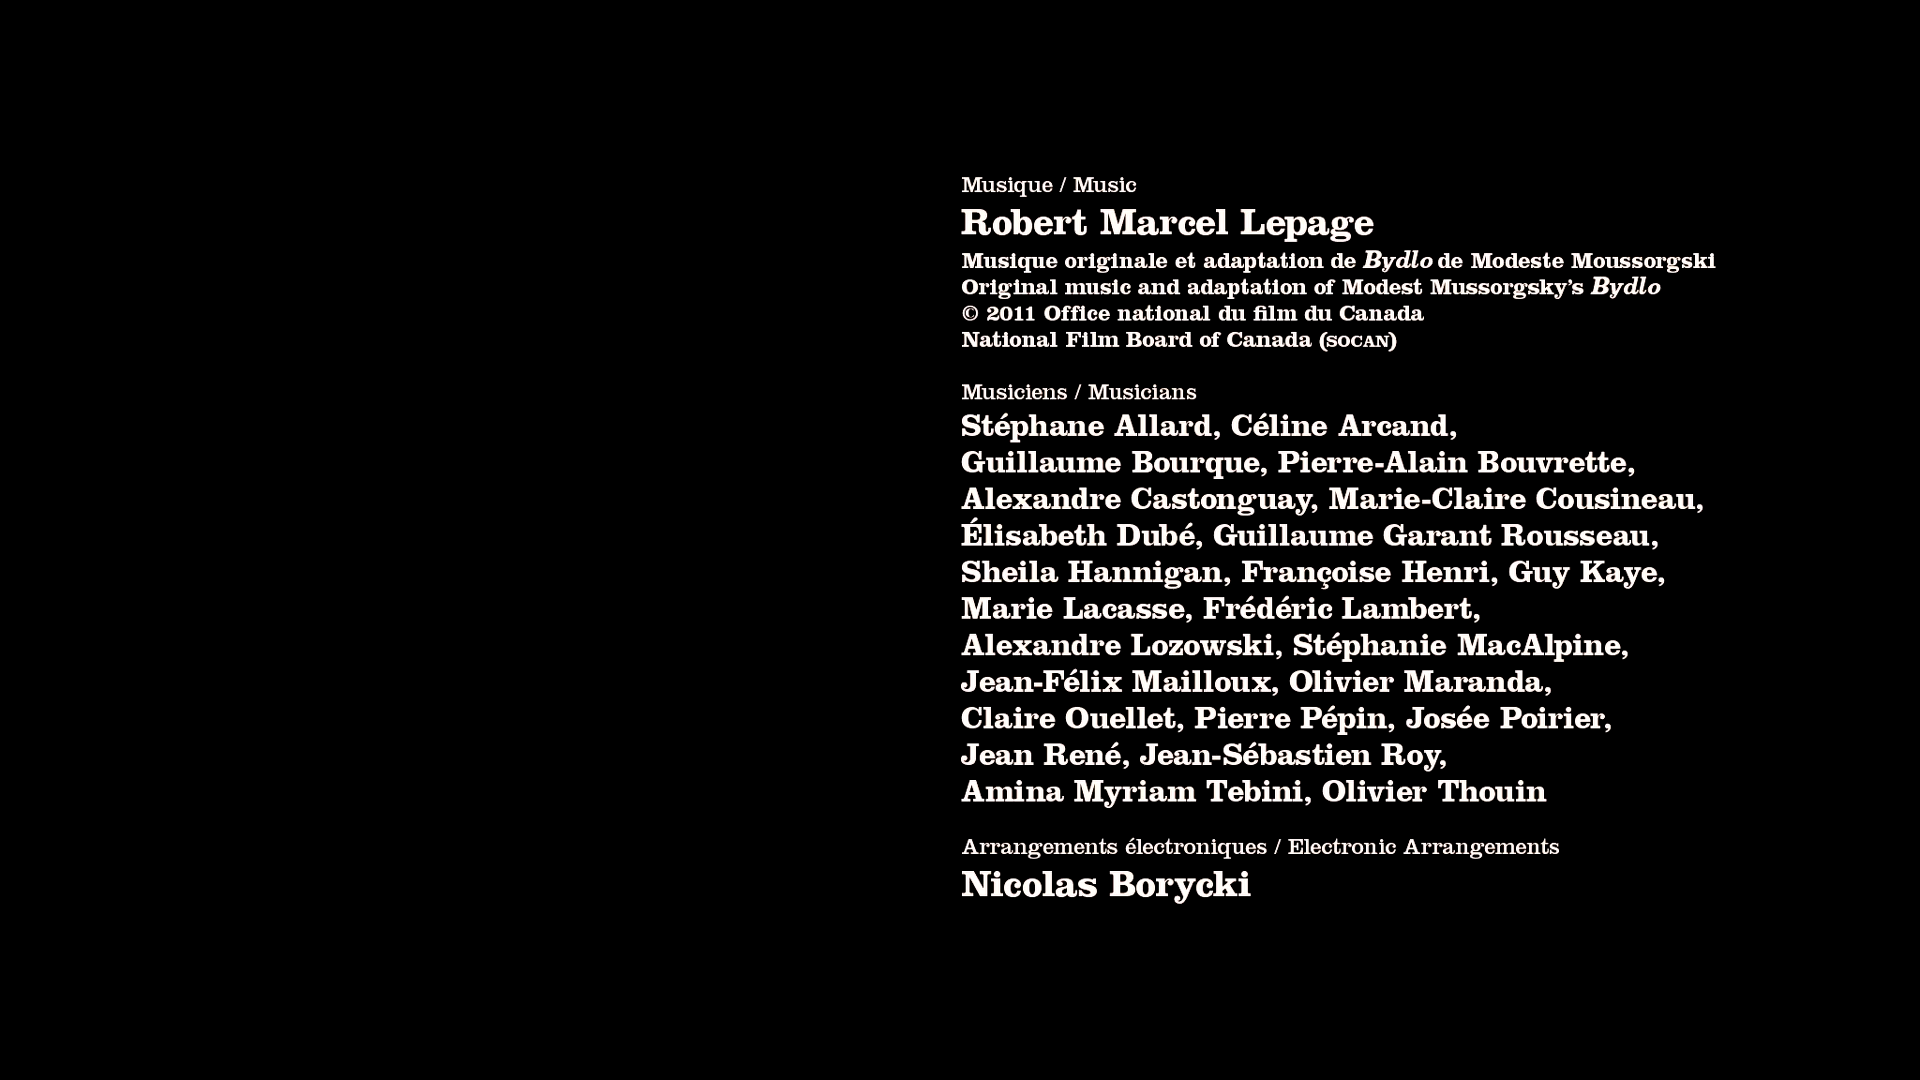 Musique / Music
Robert Marcel Lepage
Musique originale et adaptation de Bydlo de Modeste Moussorgski
Original music and adaptation of Modest Mussorgsky’s Bydlo
© 2011 Office national du film du Canada
National Film Board of Canada (SOCAN)
Musiciens / Musicians
Stéphane Allard, Céline Arcand,
Guillaume Bourque, Pierre-Alain Bouvrette,
Alexandre Castonguay, Marie-Claire Cousineau,
Élisabeth Dubé, Guillaume Garant Rousseau,
Sheila Hannigan, Françoise Henri, Guy Kaye,
Marie Lacasse, Frédéric Lambert,
Alexandre Lozowski, Stéphanie MacAlpine,
Jean-Félix Mailloux, Olivier Maranda,
Claire Ouellet, Pierre Pépin, Josée Poirier,
Jean René, Jean-Sébastien Roy,
Amina Myriam Tebini, Olivier Thouin
Arrangements électroniques / Electronic Arrangements
Nicolas Borycki